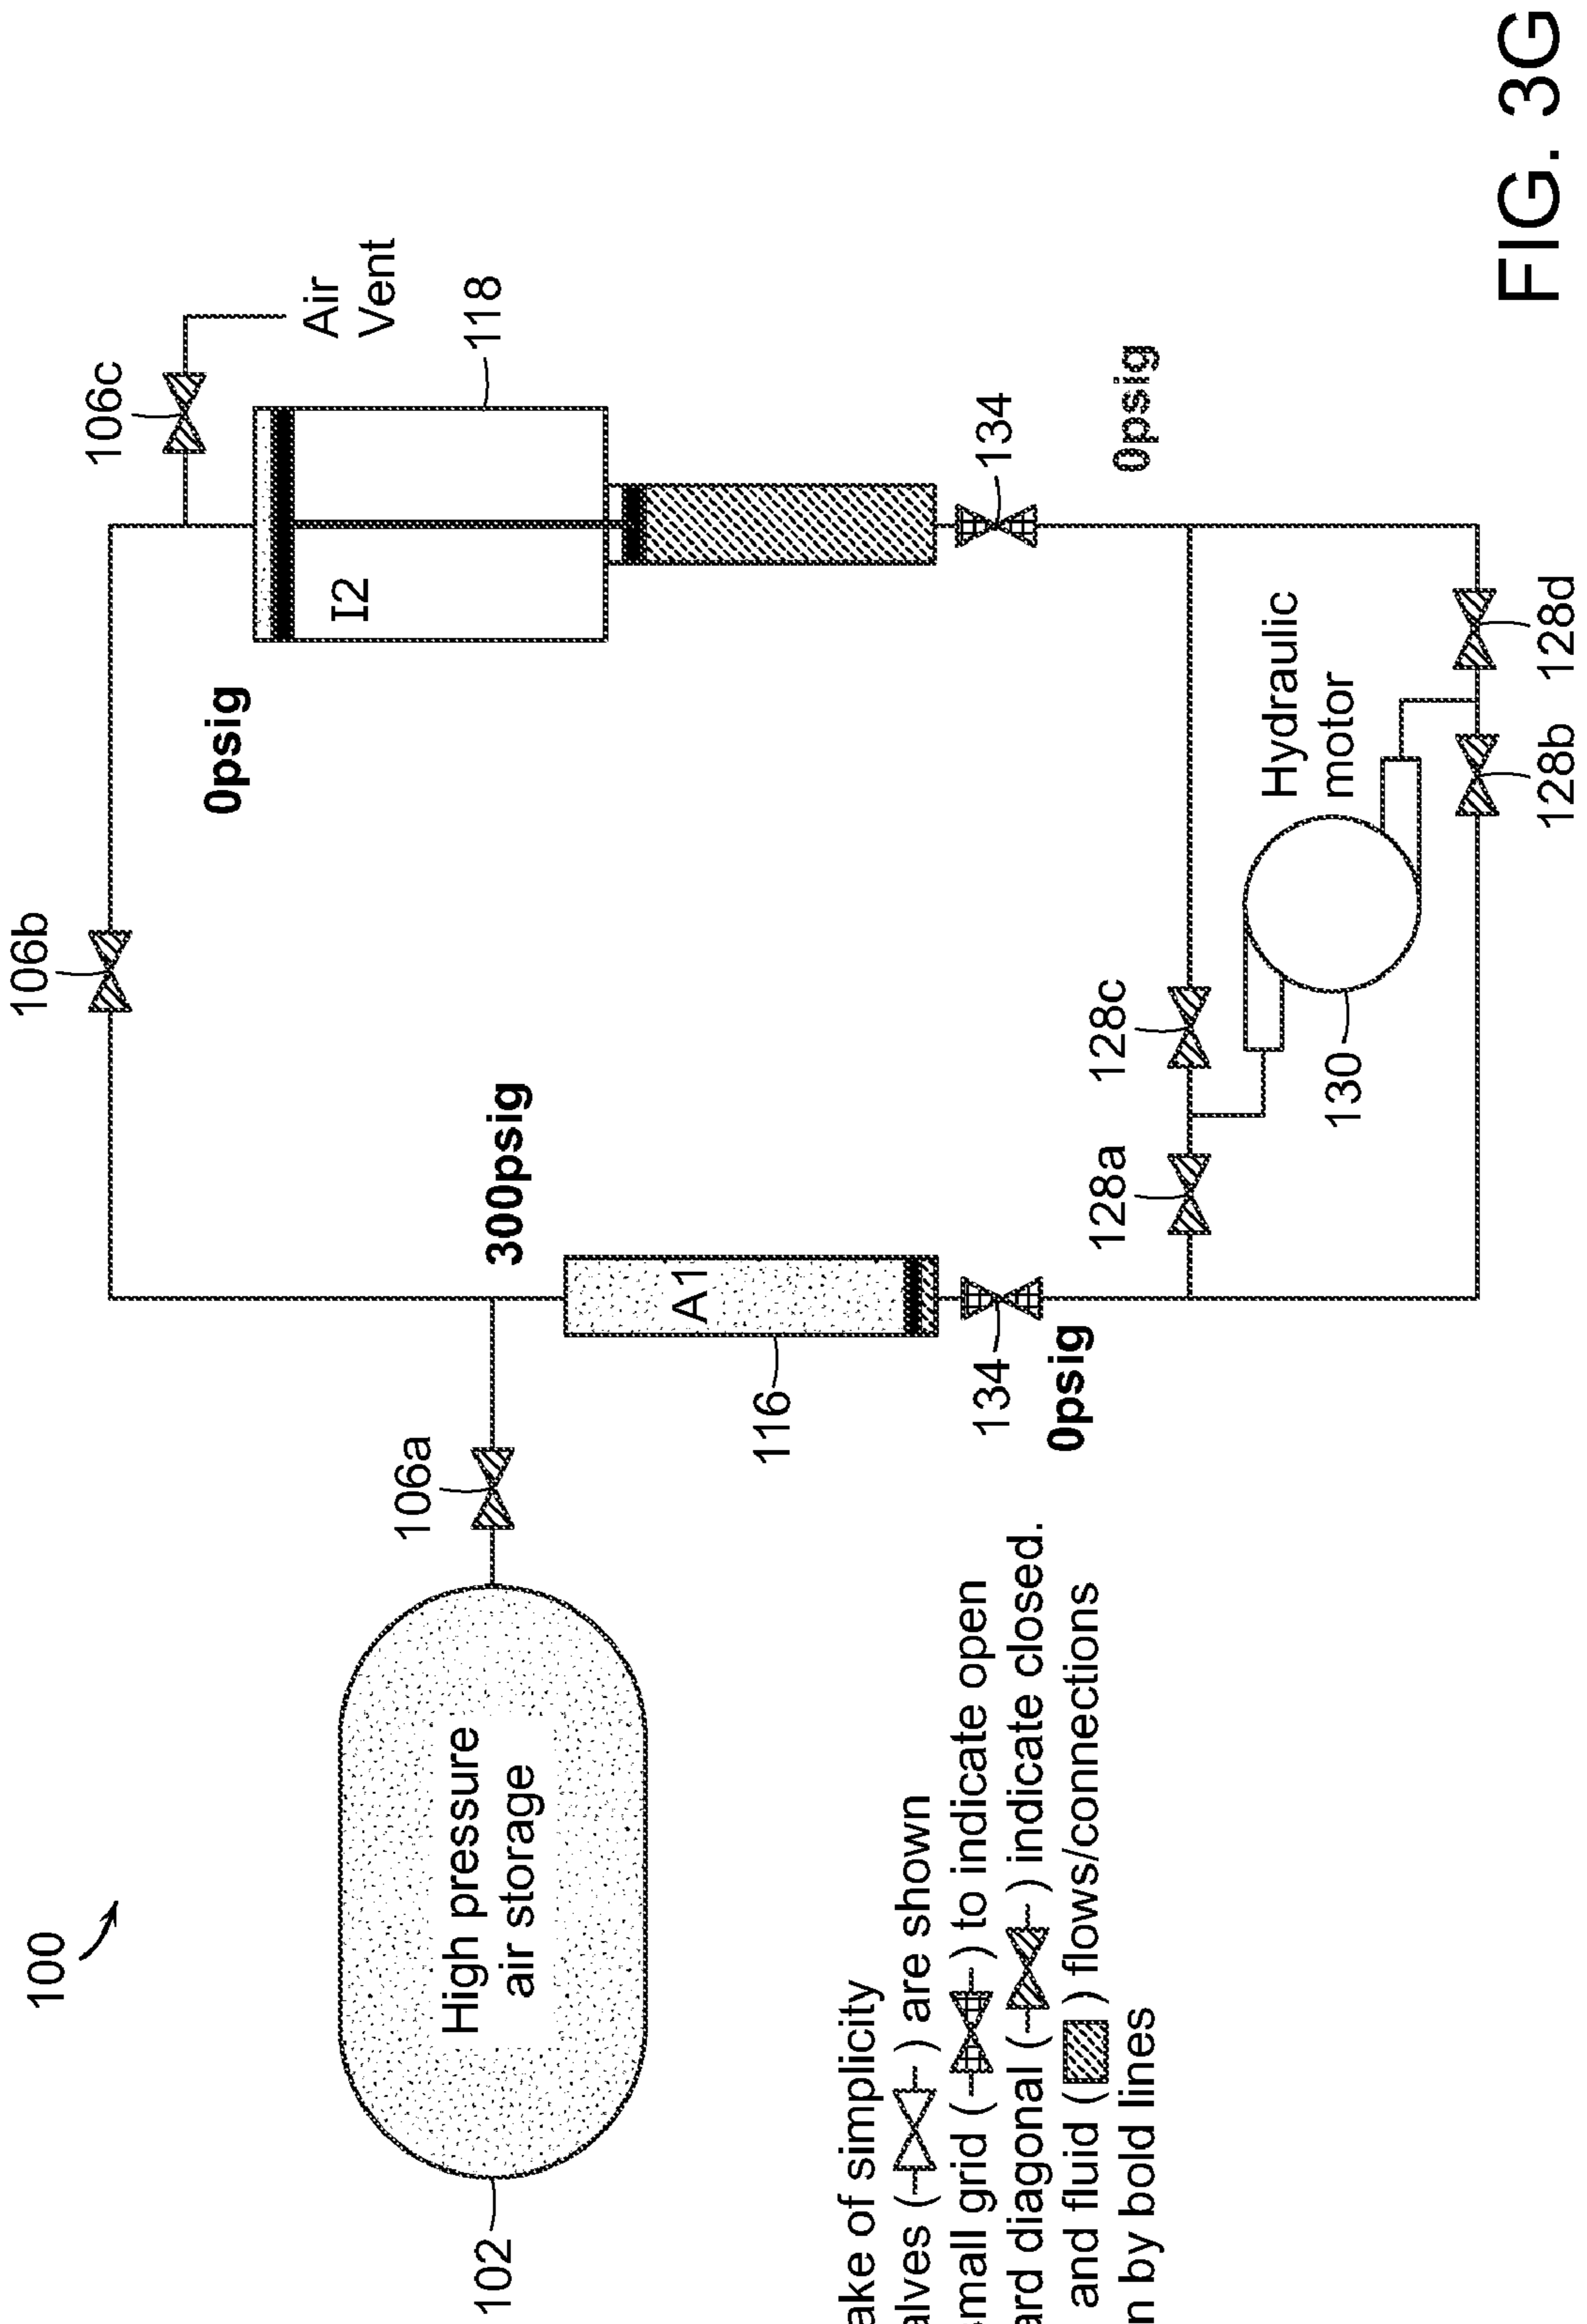 100
102
High pressure
air storage
106a
106b
106c
Air
Vent
118
I2
0psig
300psig
A1
116
134
0psig
134
0psig
128a
128c
Hydraulic
motor
130
128b
128d
ake of simplicity
alves ( ) are shown
mall grid ( ) to indicate open
ard diagonal ( ) indicate closed.
and fluid ( ) flows/connections
n by bold lines
FIG. 3G